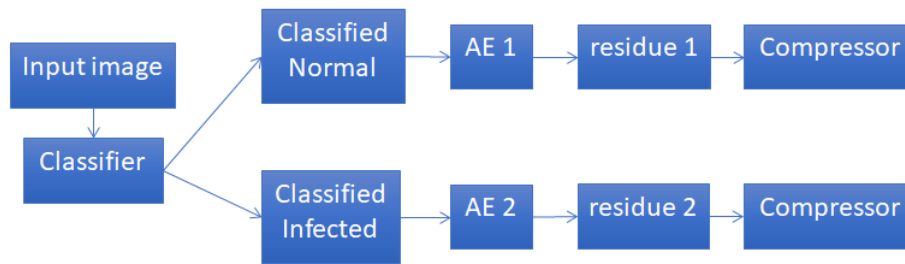 Input image
Classifier
Classified
Normal
AE 1
residue 1
Compressor
Classified
Infected
AE 2
residue 2
Compressor